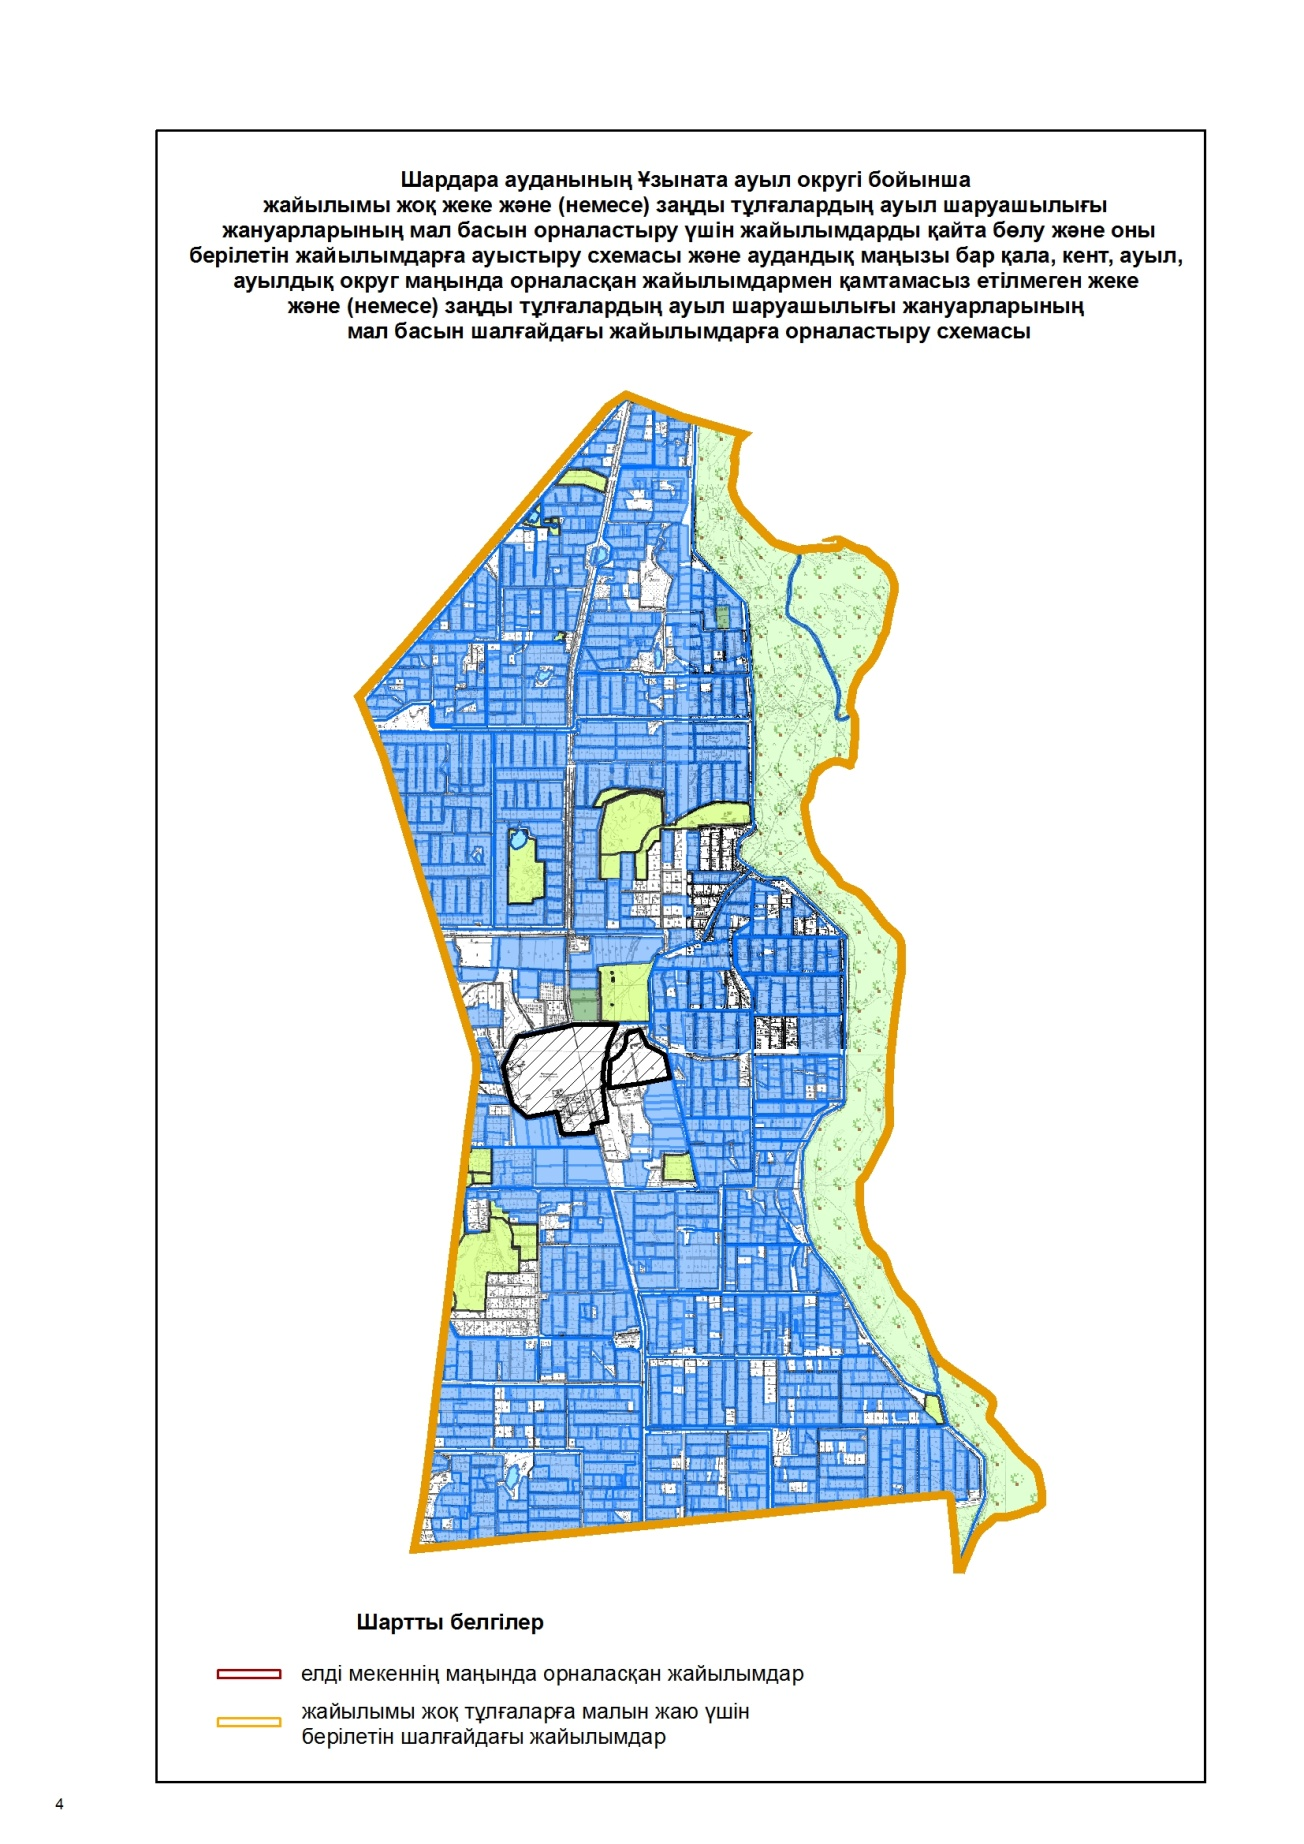 Шардара ауданының Ұзыната ауыл округі бойынша
жайылымы жоқ жеке және (немесе) заңды тұлғалардың ауыл шаруашылығы
жануарларының мал басын орналастыру үшін жайылымдарды қайта бөлу және оны
берілетін жайылымдарға ауыстыру схемасы және аудандық маңызы бар қала, кент, ауыл,
ауылдық округ маңында орналасқан жайылымдармен қамтамасыз етілмеген жеке
және (немесе) заңды тұлғалардың ауыл шаруашылығы жануарларының
мал басын шалғайдағы жайылымдарға орналастыру схемасы
Шартты белгілер
елді мекеннің маңында орналасқан жайылымдар
жайылымы жоқ тұлғаларға малын жаю үшін
берілетін шалғайдағы жайылымдар
4